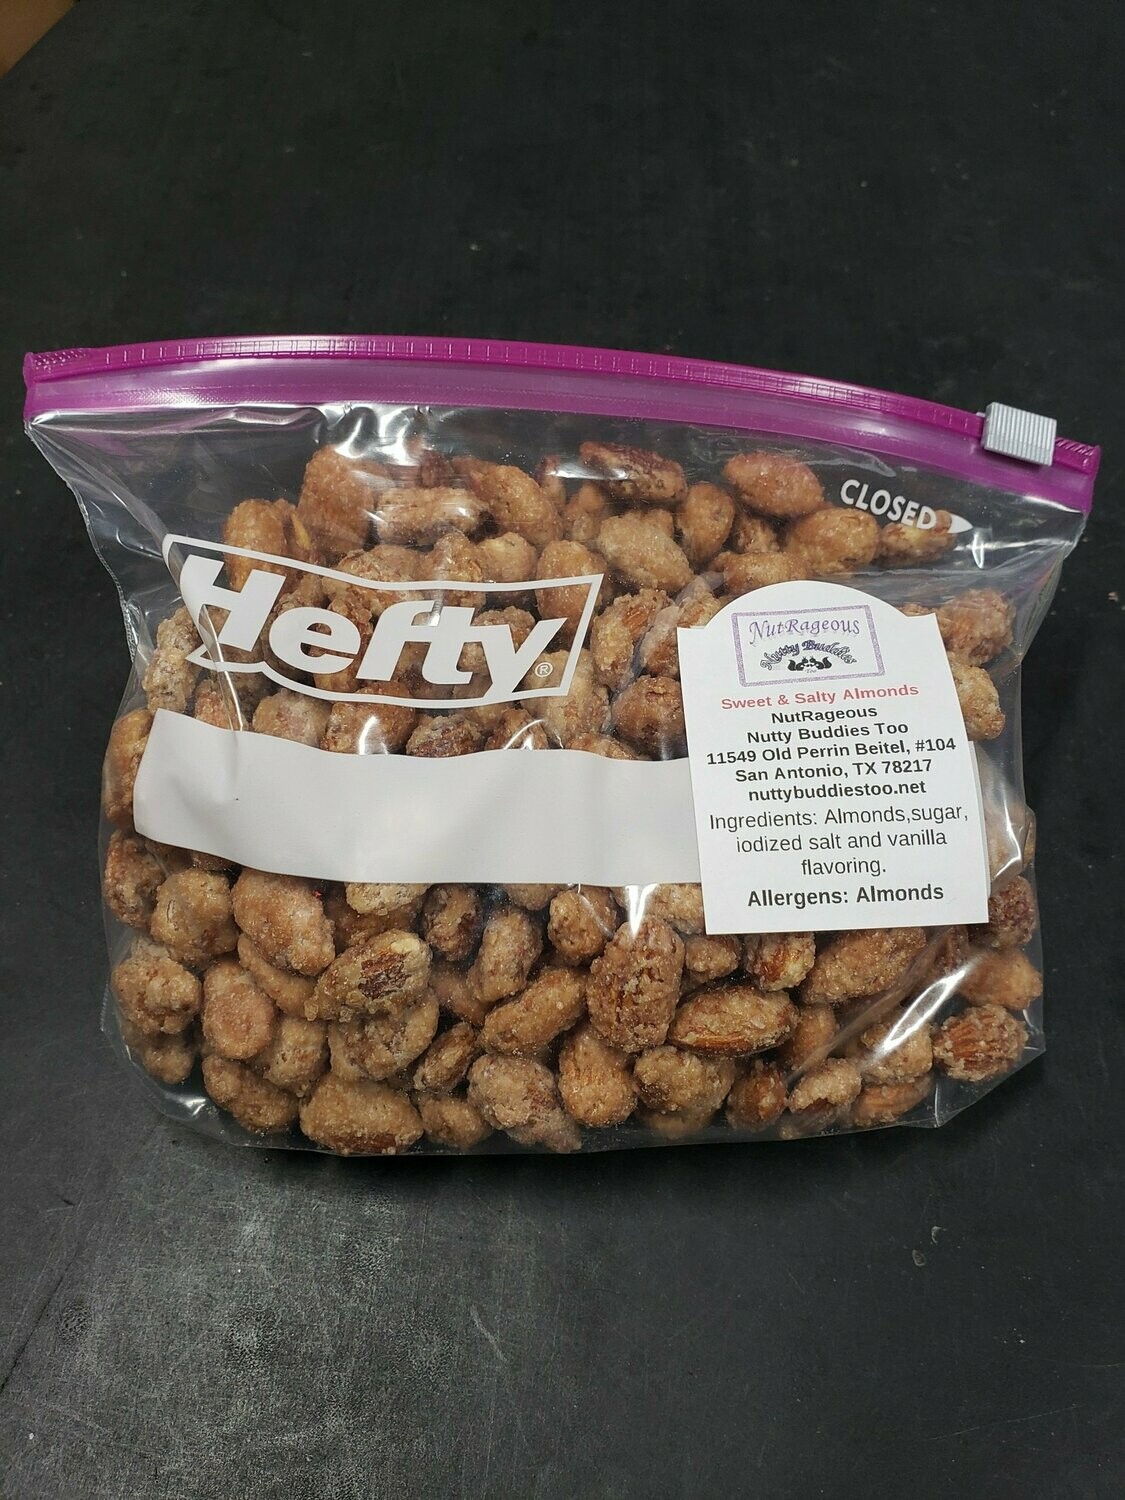 CLOSED
Hefty®
NutRageous
Nutty Buddies
Sweet & Salty Almonds
NutRageous
Nutty Buddies Too
11549 Old Perrin Beitel, #104
San Antonio, TX 78217
nuttybuddiestoo.net
Ingredients: Almonds,sugar,
iodized salt and vanilla
flavoring.
Allergens: Almonds